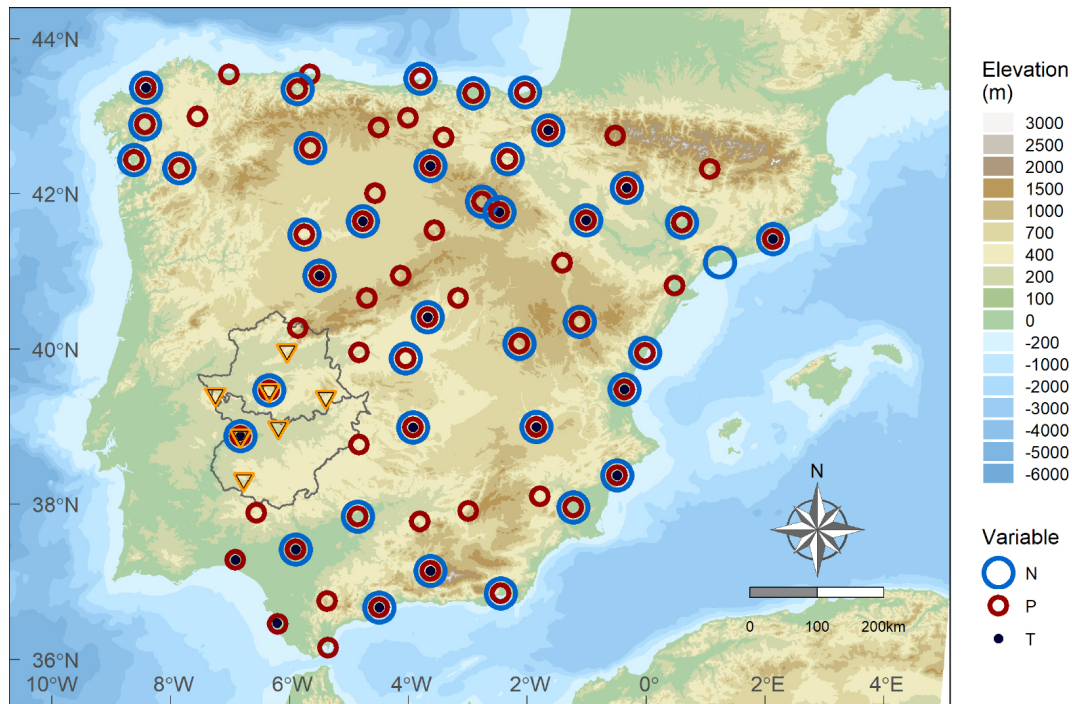 44°N
42°N
40°N
38°N
36°N
10°W
8°W
6°W
4°W
2°W
0°
2°E
4°E
N
0
100
200km
Elevation
(m)
3000
2500
2000
1500
1000
700
400
200
100
0
-200
-1000
-2000
-3000
-4000
-5000
-6000
Variable
N
P
T